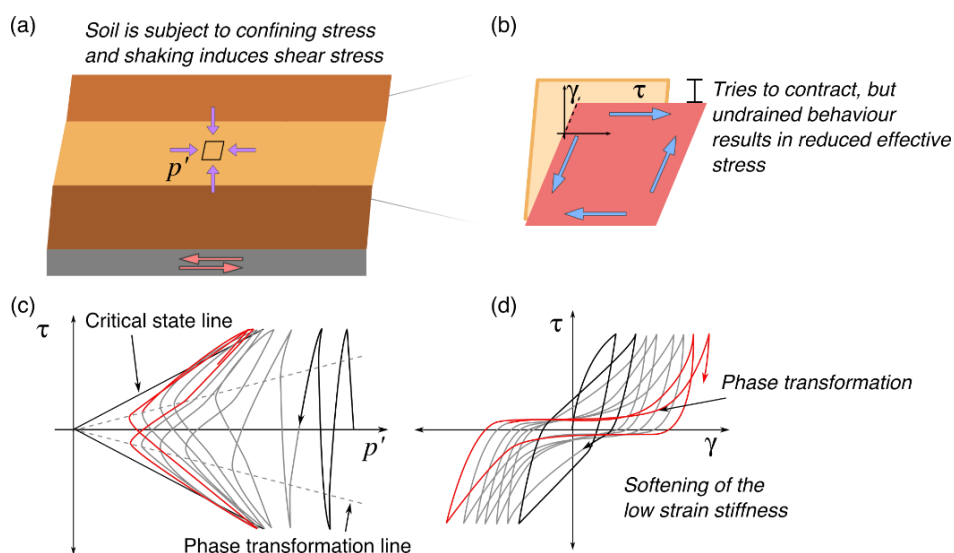 (a)
Soil is subject to confining stress
and shaking induces shear stress
p'
(b)
γ
τ
Tries to contract, but
undrained behaviour
results in reduced effective
stress
(c)
τ
Critical state line
p'
Phase transformation line
(d)
τ
Phase transformation
γ
Softening of the
low strain stiffness